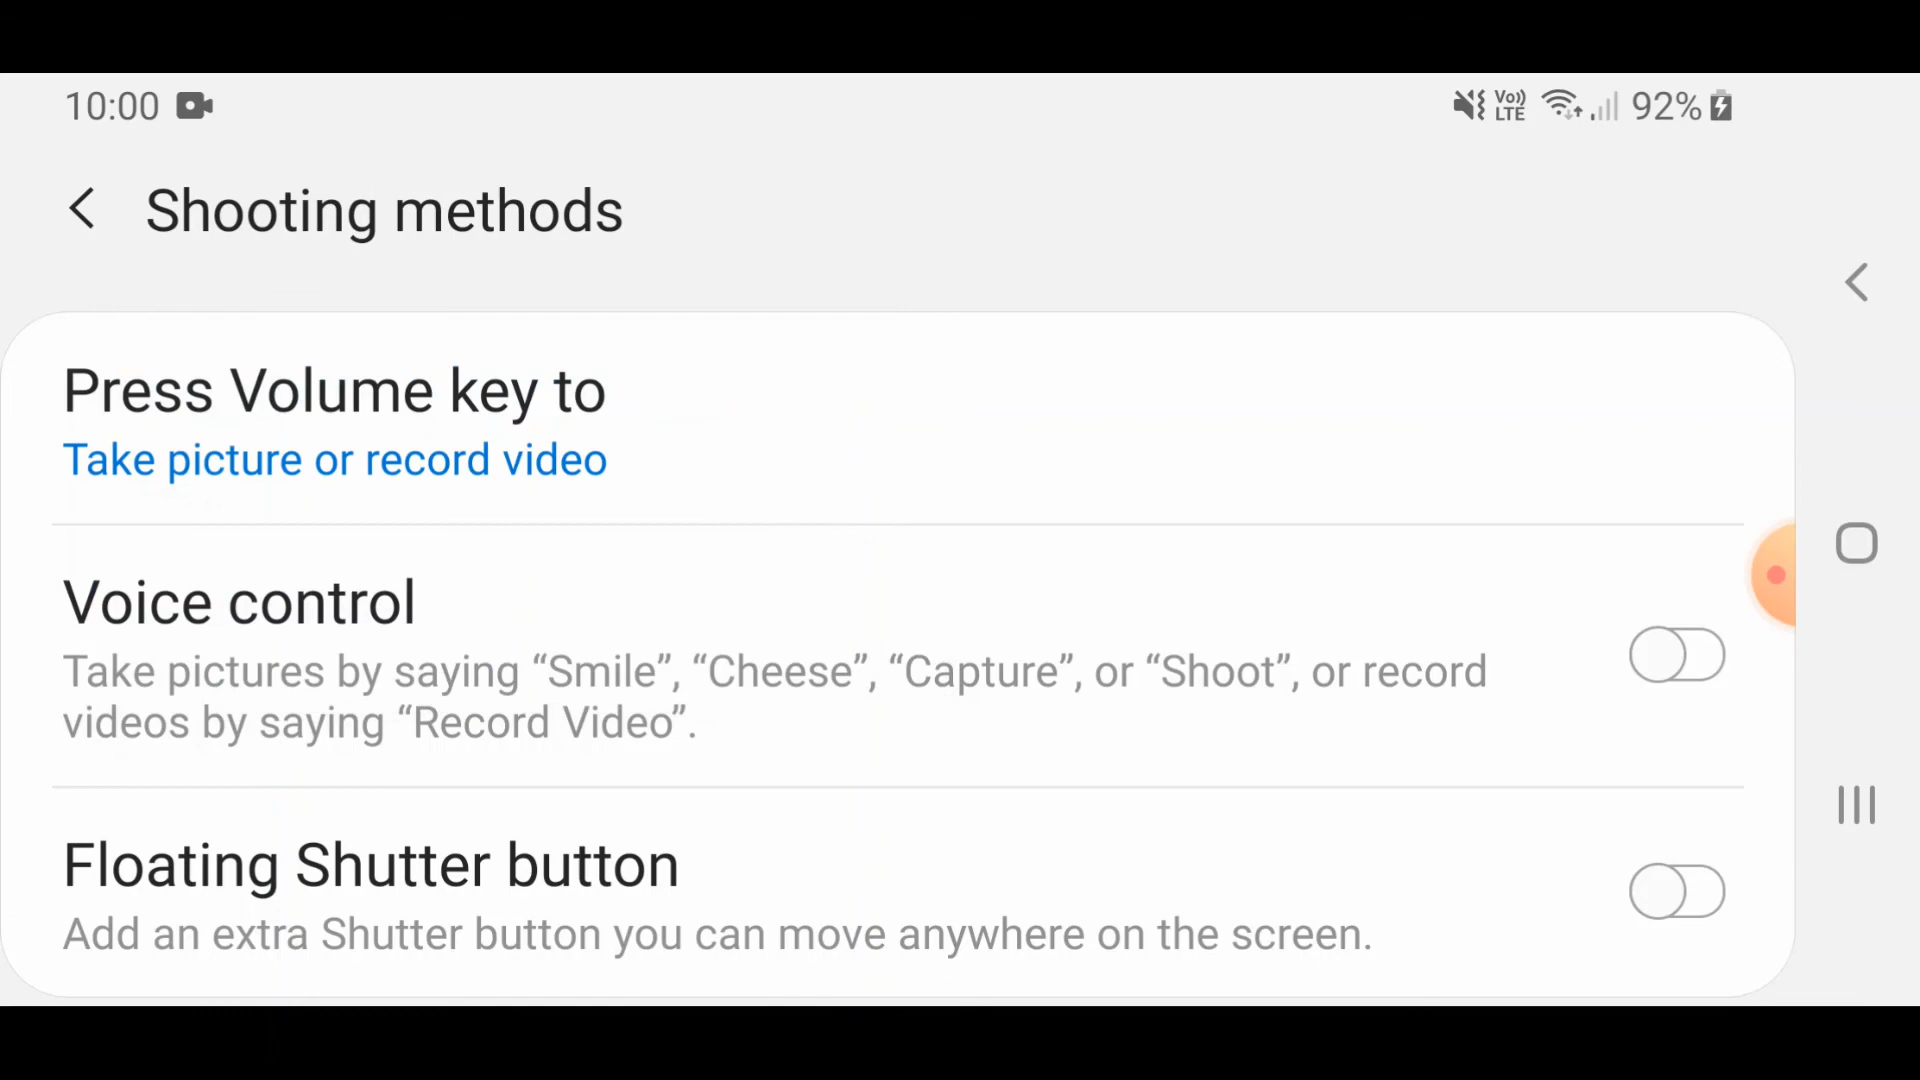 10:00 Vo)) LTE 92%
Shooting methods
Press Volume key to
Take picture or record video
Voice control
Take pictures by saying “Smile”, “Cheese”, “Capture”, or “Shoot”, or record
videos by saying “Record Video”.
Floating Shutter button
Add an extra Shutter button you can move anywhere on the screen.